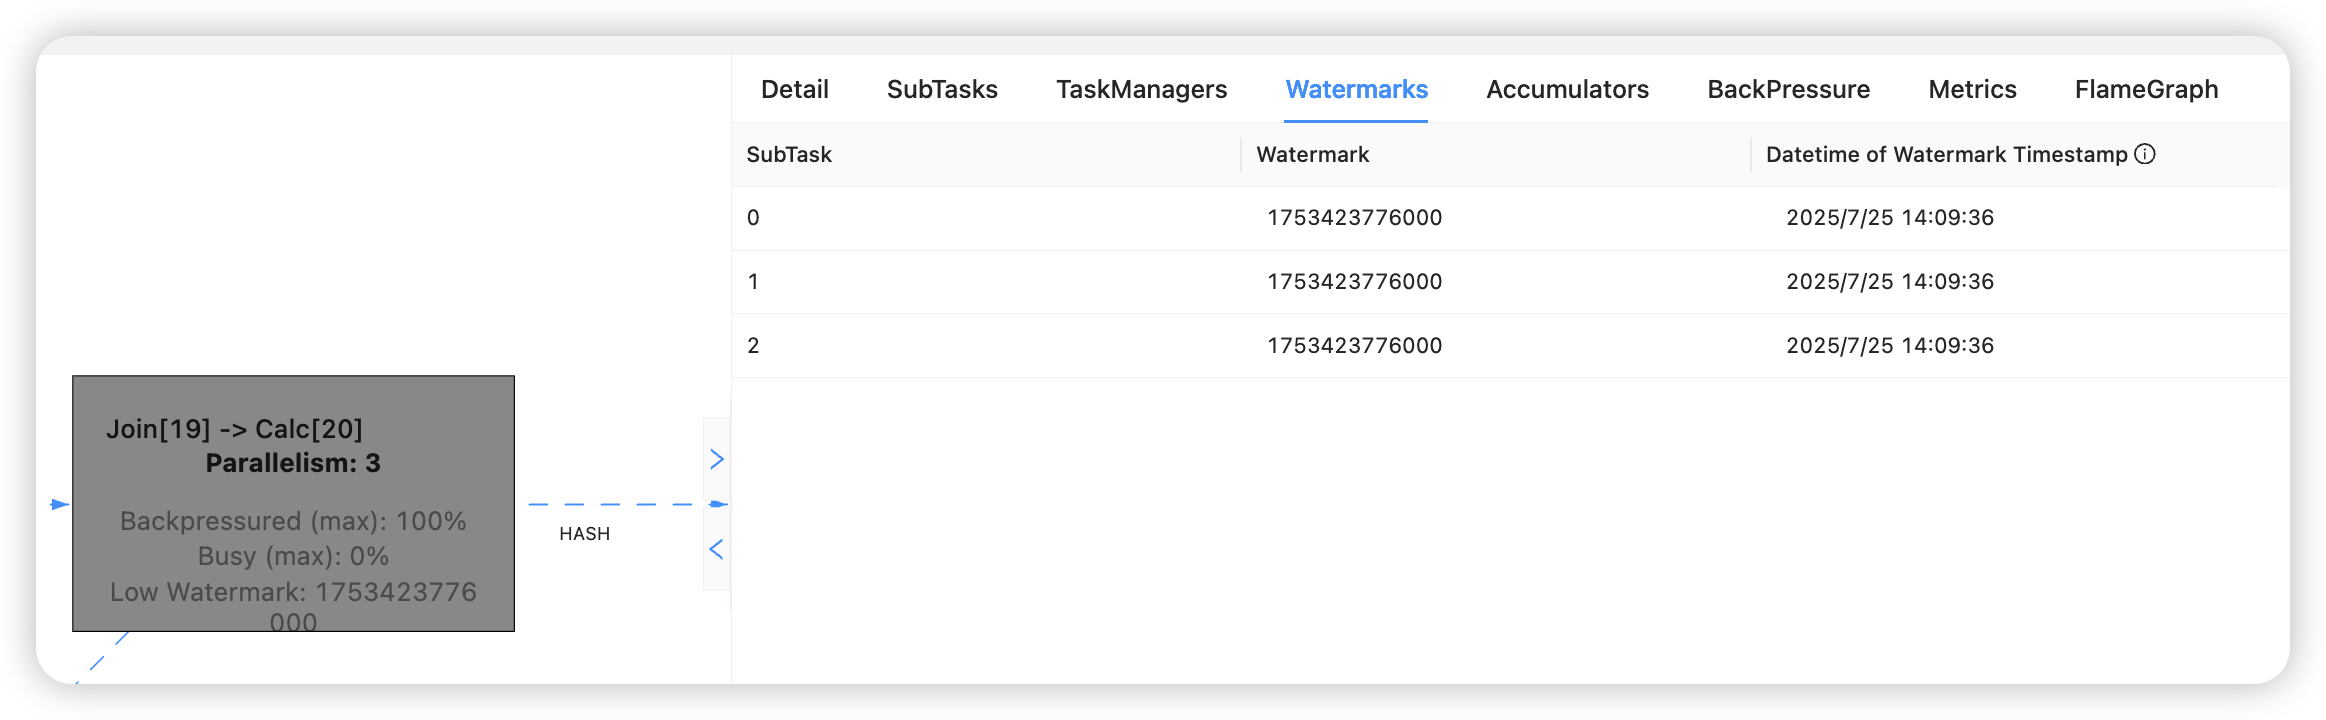 Detail SubTasks TaskManagers Watermarks Accumulators BackPressure Metrics FlameGraph
SubTask Watermark Datetime of Watermark Timestamp
0 1753423776000 2025/7/25 14:09:36
1 1753423776000 2025/7/25 14:09:36
2 1753423776000 2025/7/25 14:09:36
Join[19] -> Calc[20]
Parallelism: 3
Backpressured (max): 100%
Busy (max): 0%
Low Watermark: 1753423776
000
HASH